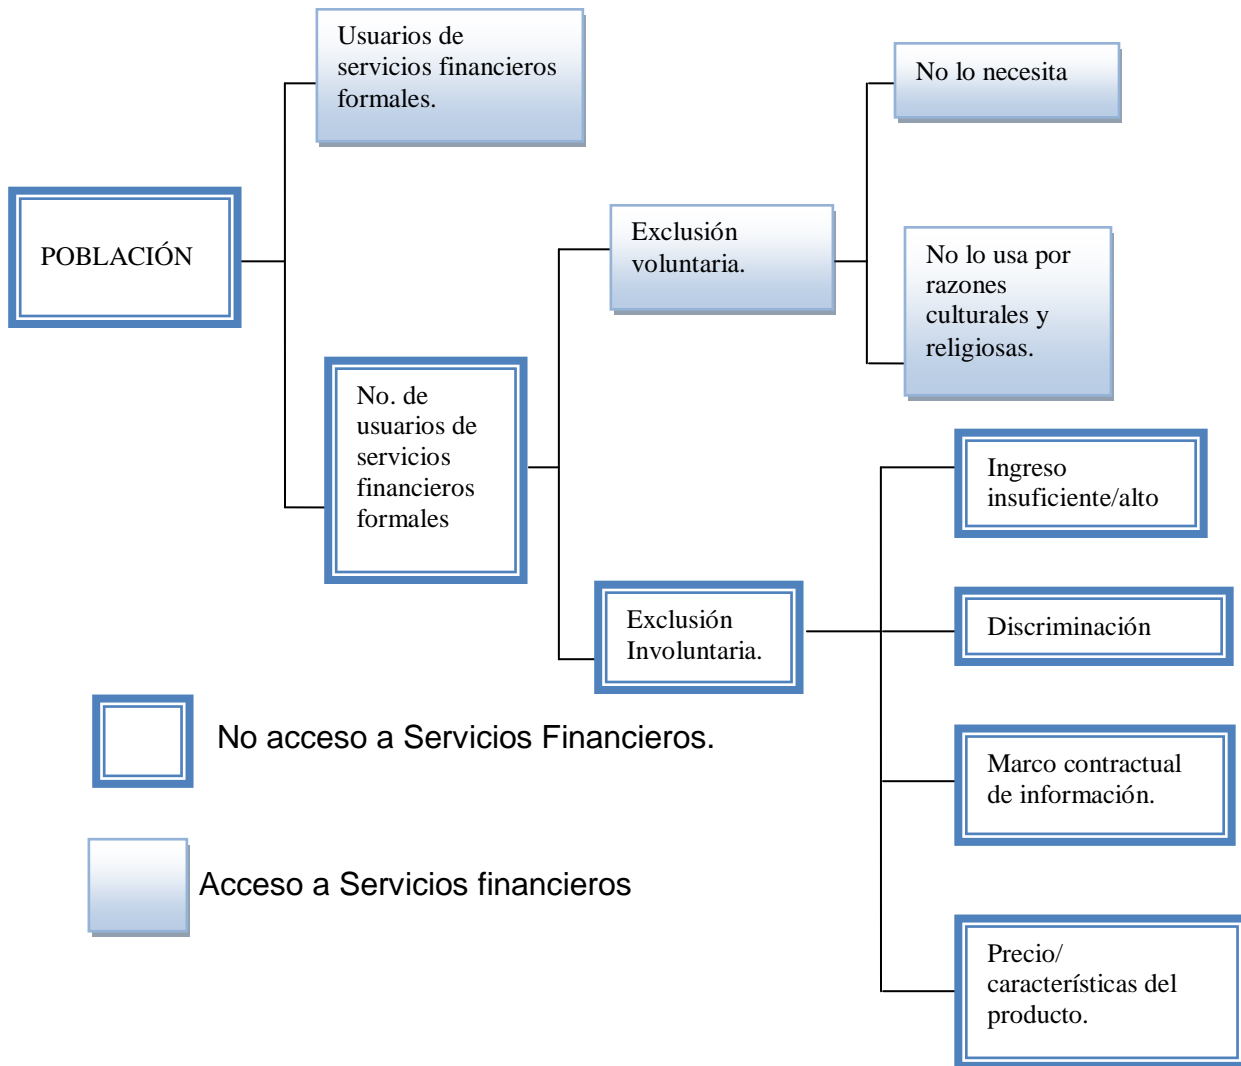 Usuarios de
servicios financieros
formales.
No lo necesita
POBLACIÓN
Exclusión
voluntaria.
No lo usa por
razones
culturales y
religiosas.
No. de
usuarios de
servicios
financieros
formales
Ingreso
insuficiente/alto
Exclusión
Involuntaria.
Discriminación
No acceso a Servicios Financieros.
Marco contractual
de información.
Acceso a Servicios financieros
Precio/
características del
producto.